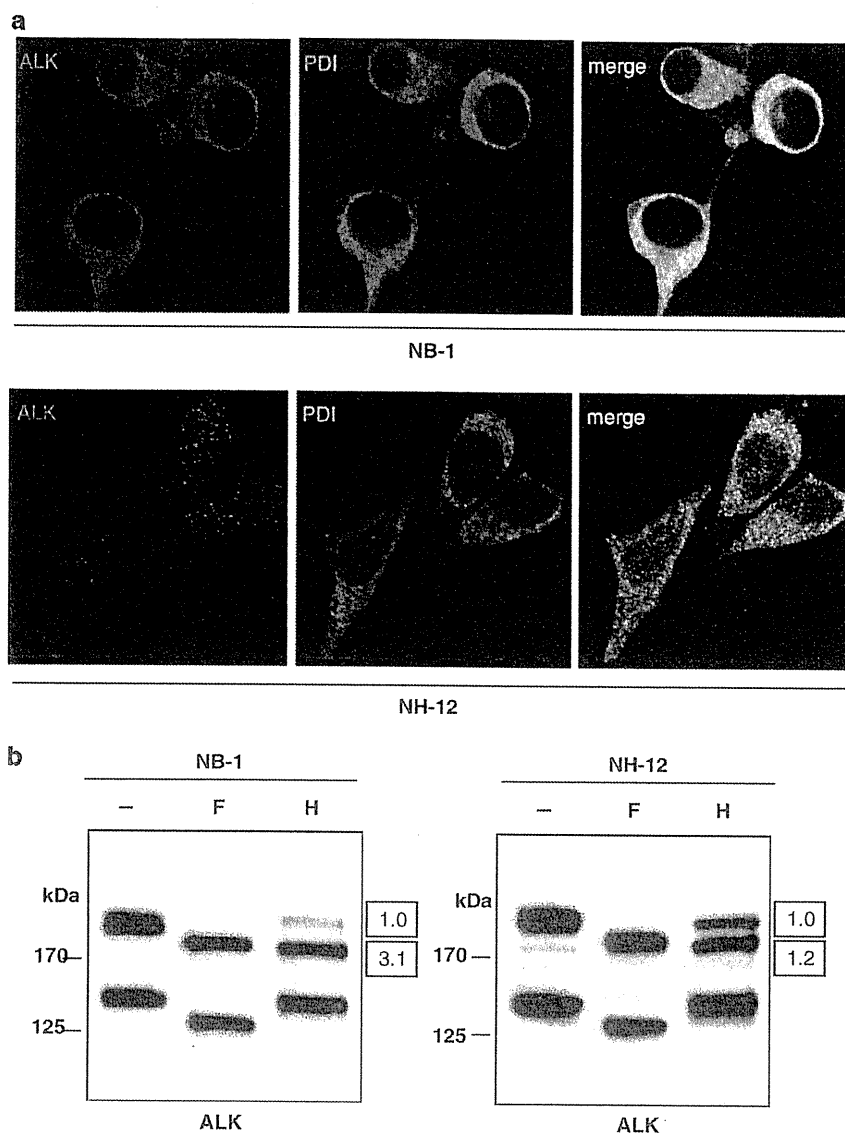 a
ALK PDI merge
NB-1
ALK PDI merge
NH-12
b
NB-1 NH-12
– F H – F H
kDa kDa
1.0 1.0
170 3.1 170 1.2
125 125
ALK ALK